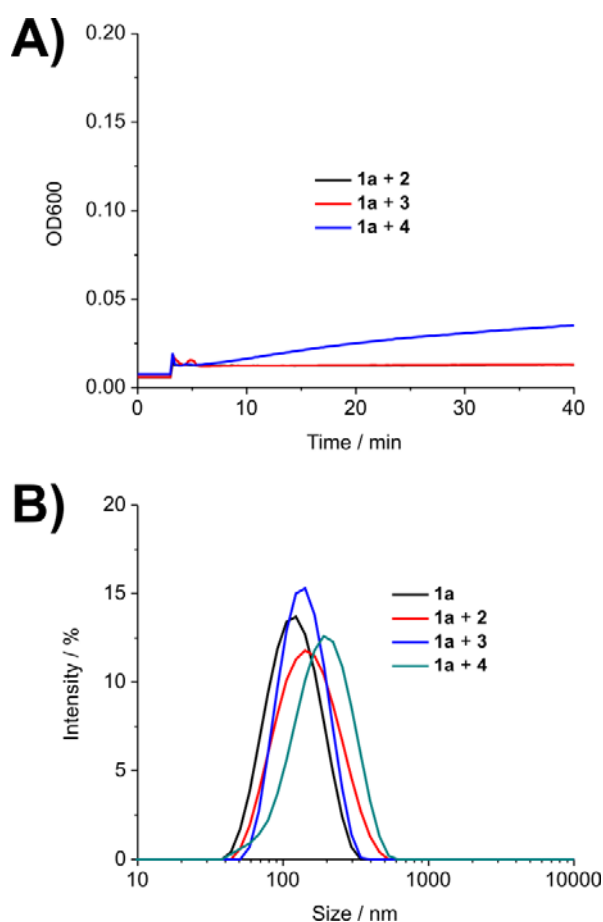 A)
0.20
0.15
0.10
0.05
0.00
OD600
1a + 2
1a + 3
1a + 4
0 10 20 30 40
Time / min
B)
20
15
10
5
0
Intensity / %
1a
1a + 2
1a + 3
1a + 4
10 100 1000 10000
Size / nm